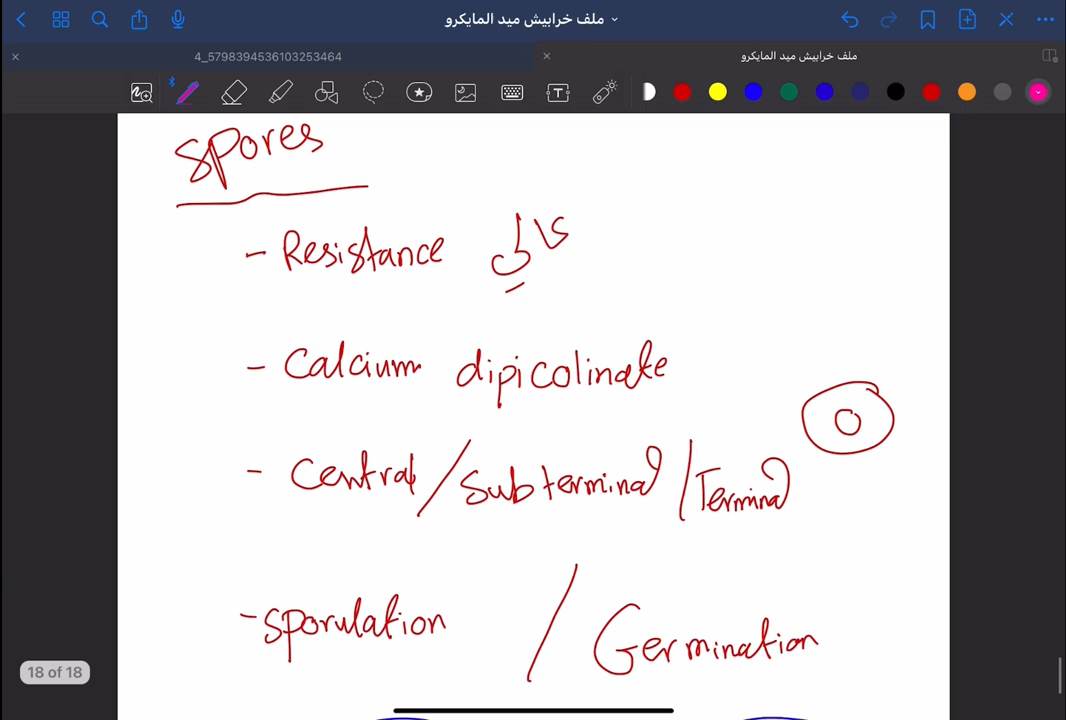 ملف خرابيش ميد المايكرو
4_5798394536103253464
ملف خرابيش ميد المايكرو
Spores
- Resistance
- Calcium dipicolinate
- Central / Subterminal / Terminal
- Sporulation / Germination
18 of 18